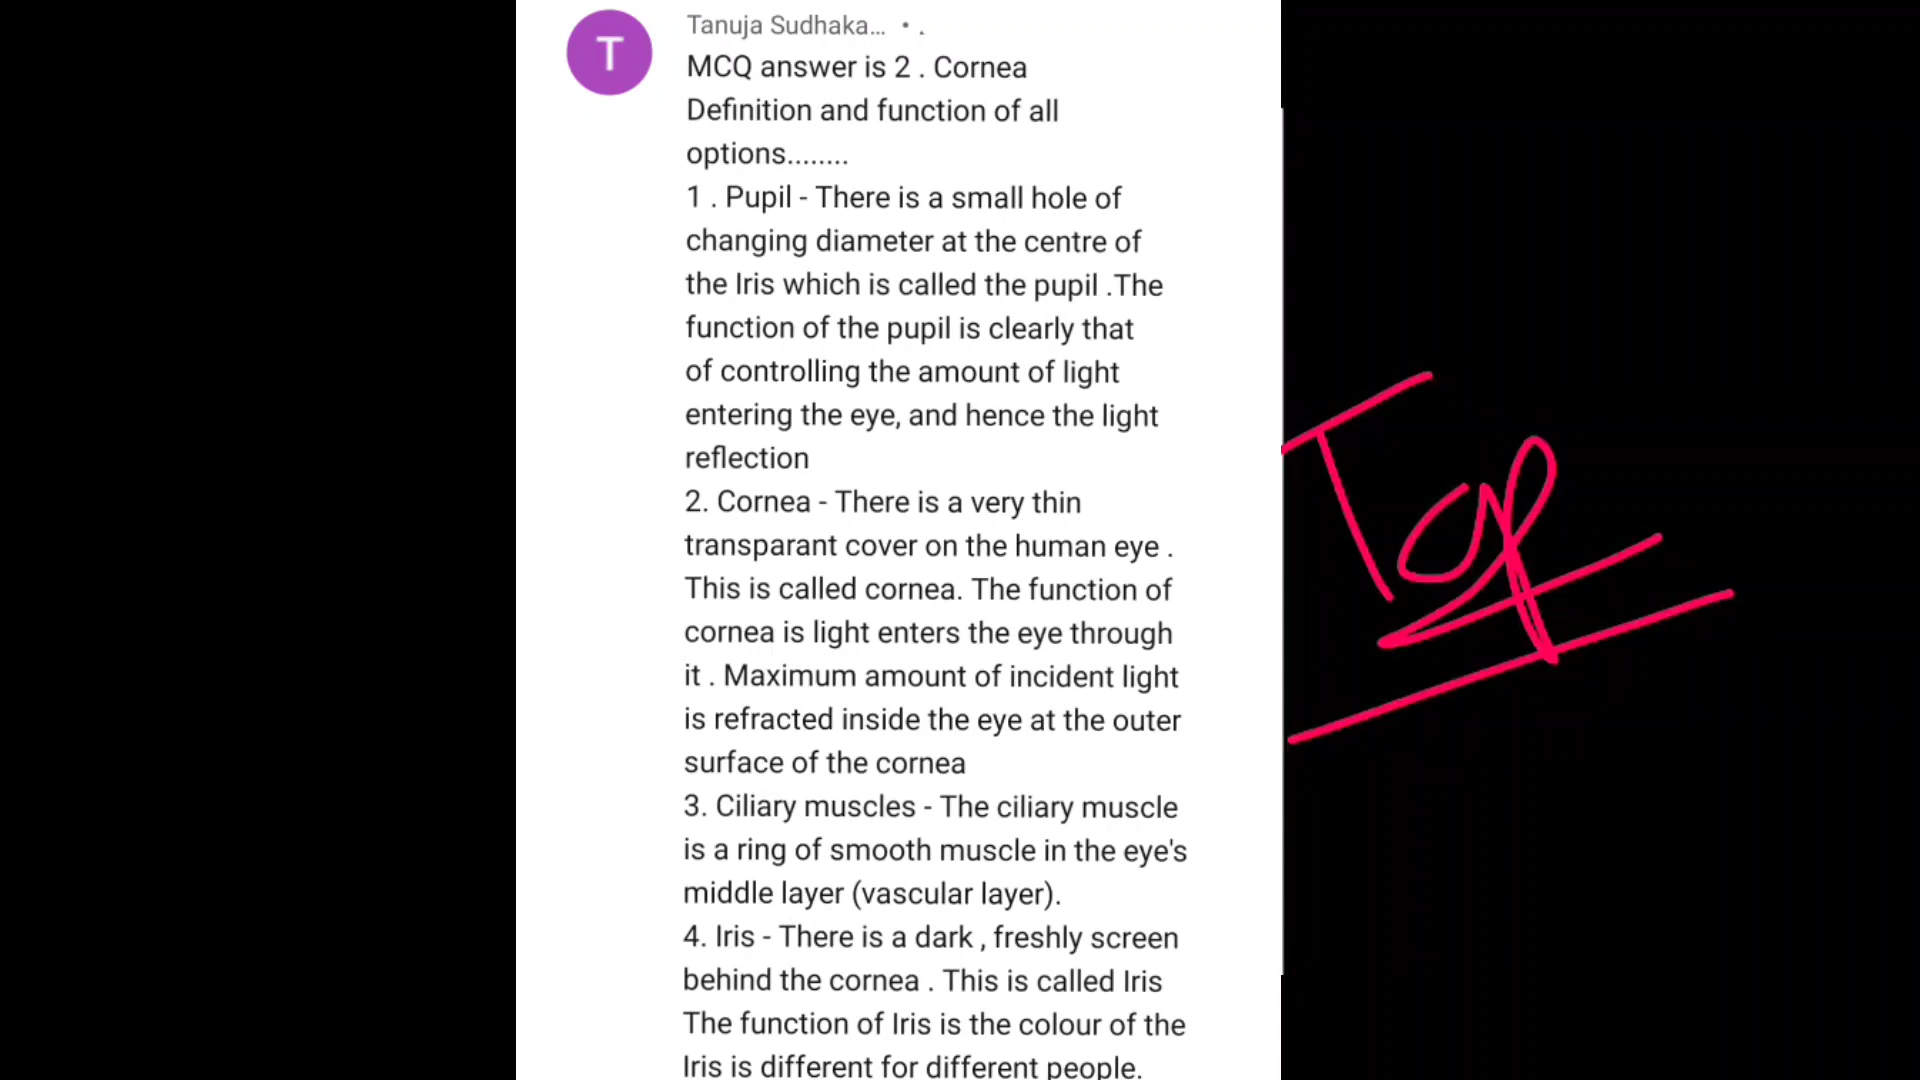 T
Tanuja Sudhaka... • .
MCQ answer is 2 . Cornea
Definition and function of all
options........
1 . Pupil - There is a small hole of
changing diameter at the centre of
the Iris which is called the pupil .The
function of the pupil is clearly that
of controlling the amount of light
entering the eye, and hence the light
reflection
2. Cornea - There is a very thin
transparant cover on the human eye .
This is called cornea. The function of
cornea is light enters the eye through
it . Maximum amount of incident light
is refracted inside the eye at the outer
surface of the cornea
3. Ciliary muscles - The ciliary muscle
is a ring of smooth muscle in the eye's
middle layer (vascular layer).
4. Iris - There is a dark , freshly screen
behind the cornea . This is called Iris
The function of Iris is the colour of the
Iris is different for different people.